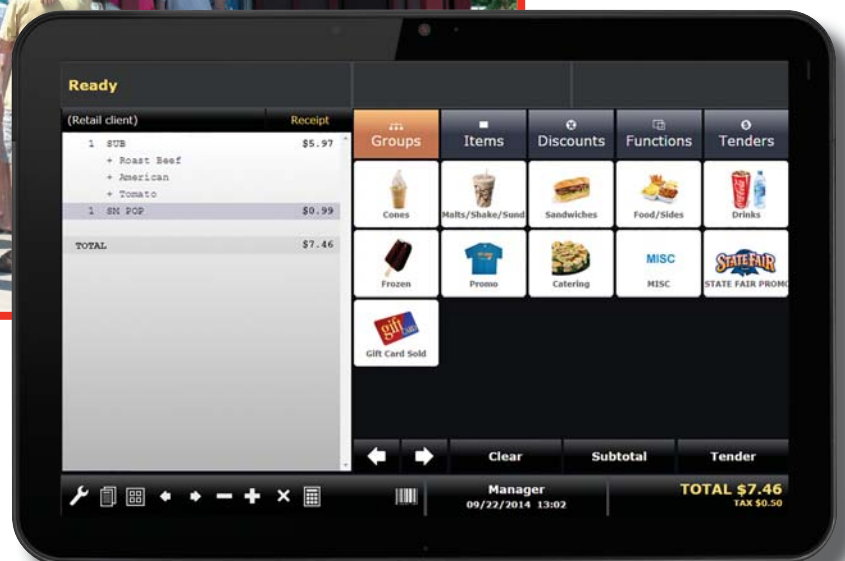 Ready
(Retail client) Receipt
1 SUB $5.97
+ Roast Beef
+ American
+ Tomato
1 SM POP $0.99
TOTAL $7.46
Groups Items Discounts Functions Tenders
Cones Malts/Shake/Sund Sandwiches Food/Sides Drinks
MISC STATE FAIR
Frozen Promo Catering MISC STATE FAIR PROMO
gift CARD
Gift Card Sold
Clear Subtotal Tender
Manager TOTAL $7.46
09/22/2014 13:02 TAX $0.50